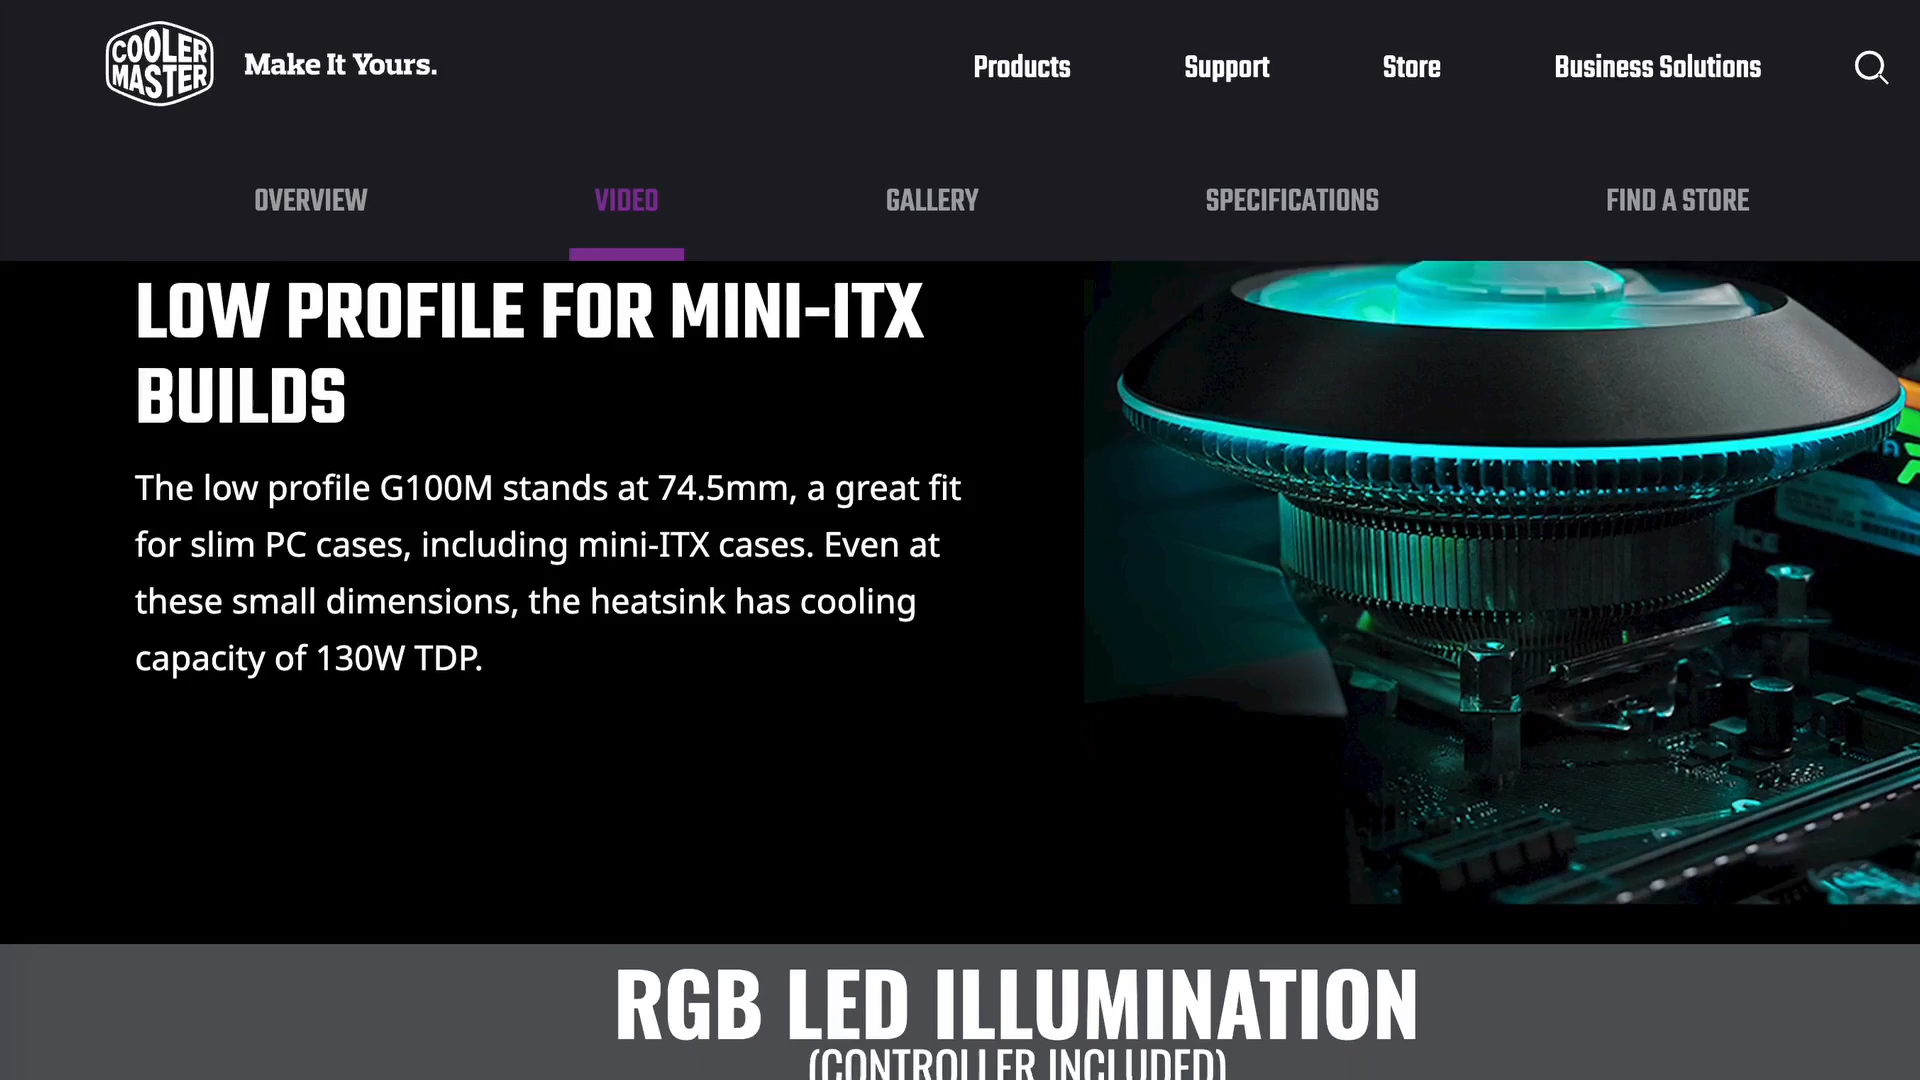 COOLER
MASTER
Make It Yours.
Products
Support
Store
Business Solutions
OVERVIEW
VIDEO
GALLERY
SPECIFICATIONS
FIND A STORE
LOW PROFILE FOR MINI-ITX
BUILDS
The low profile G100M stands at 74.5mm, a great fit
for slim PC cases, including mini-ITX cases. Even at
these small dimensions, the heatsink has cooling
capacity of 130W TDP.
RGB LED ILLUMINATION
(CONTROLLER INCLUDED)